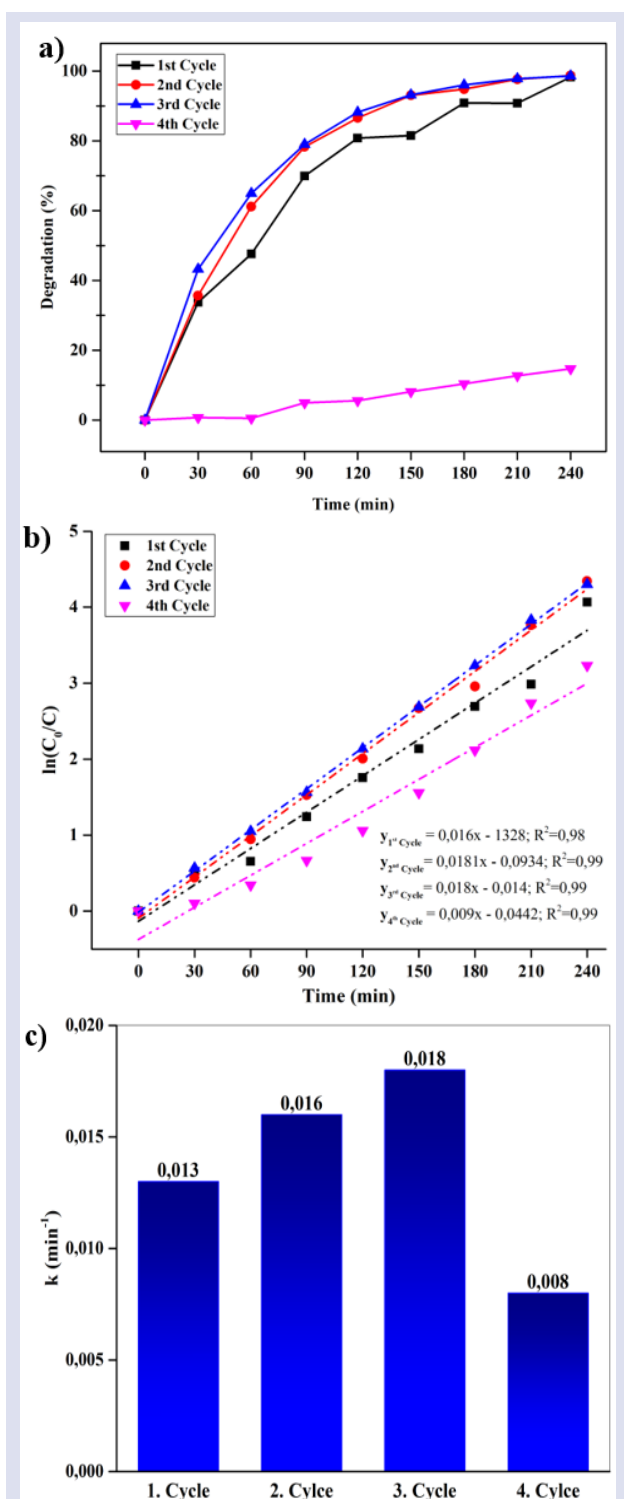 a)
1st Cycle
2nd Cycle
3rd Cycle
4th Cycle
100
80
60
40
20
0
Degradation (%)
0 30 60 90 120 150 180 210 240
Time (min)
b)
1st Cycle
2nd Cycle
3rd Cycle
4th Cycle
5
4
3
2
1
0
ln(C₀/C)
y1st Cycle = 0,016x - 1328; R²=0,98
y2nd Cycle = 0,0181x - 0,0934; R²=0,99
y3rd Cycle = 0,018x - 0,014; R²=0,99
y4th Cycle = 0,009x - 0,0442; R²=0,99
0 30 60 90 120 150 180 210 240
Time (min)
c)
0,020
0,015
0,010
0,005
0,000
k (min⁻¹)
0,013
0,016
0,018
0,008
1. Cycle 2. Cylce 3. Cycle 4. Cylce